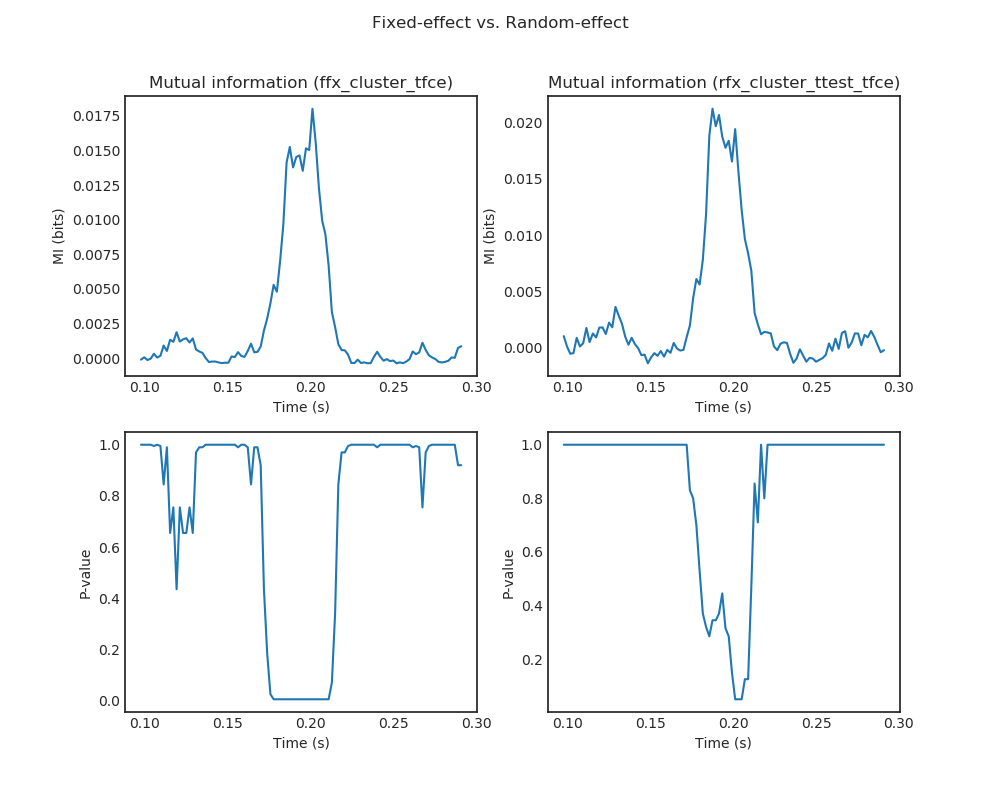 Fixed-effect vs. Random-effect
Mutual information (ffx_cluster_tfce)
0.0175
0.0150
0.0125
0.0100
0.0075
0.0050
0.0025
0.0000
MI (bits)
0.10 0.15 0.20 0.25 0.30
Time (s)
Mutual information (rfx_cluster_ttest_tfce)
0.020
0.015
0.010
0.005
0.000
MI (bits)
0.10 0.15 0.20 0.25 0.30
Time (s)
1.0
0.8
0.6
0.4
0.2
0.0
P-value
0.10 0.15 0.20 0.25 0.30
Time (s)
1.0
0.8
0.6
0.4
0.2
P-value
0.10 0.15 0.20 0.25 0.30
Time (s)